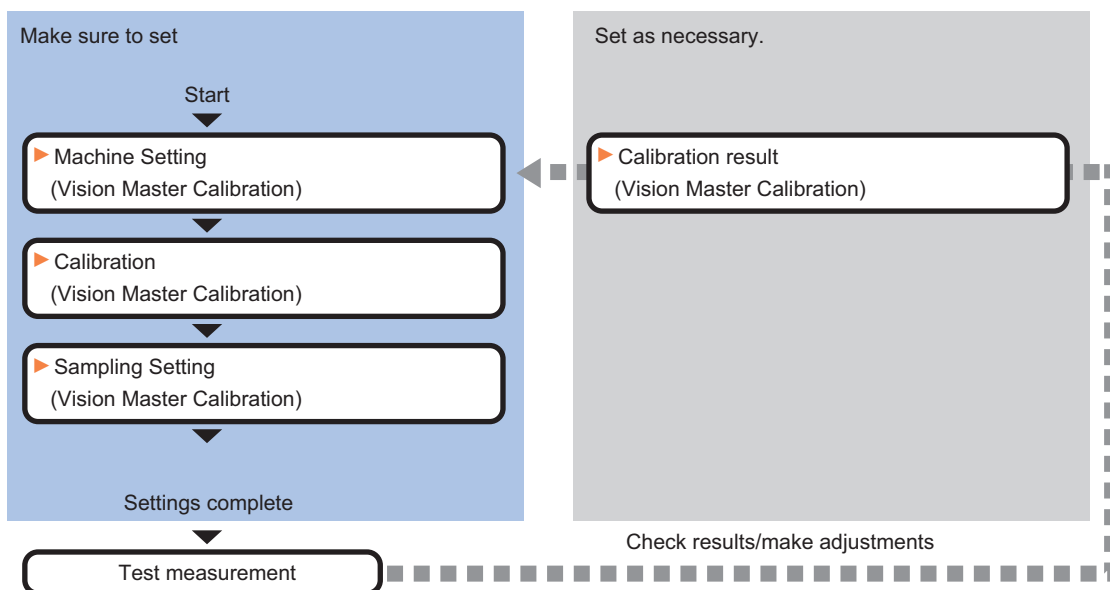 Make sure to set
Start
Machine Setting
(Vision Master Calibration)
Calibration
(Vision Master Calibration)
Sampling Setting
(Vision Master Calibration)
Settings complete
Test measurement
Set as necessary.
Calibration result
(Vision Master Calibration)
Check results/make adjustments